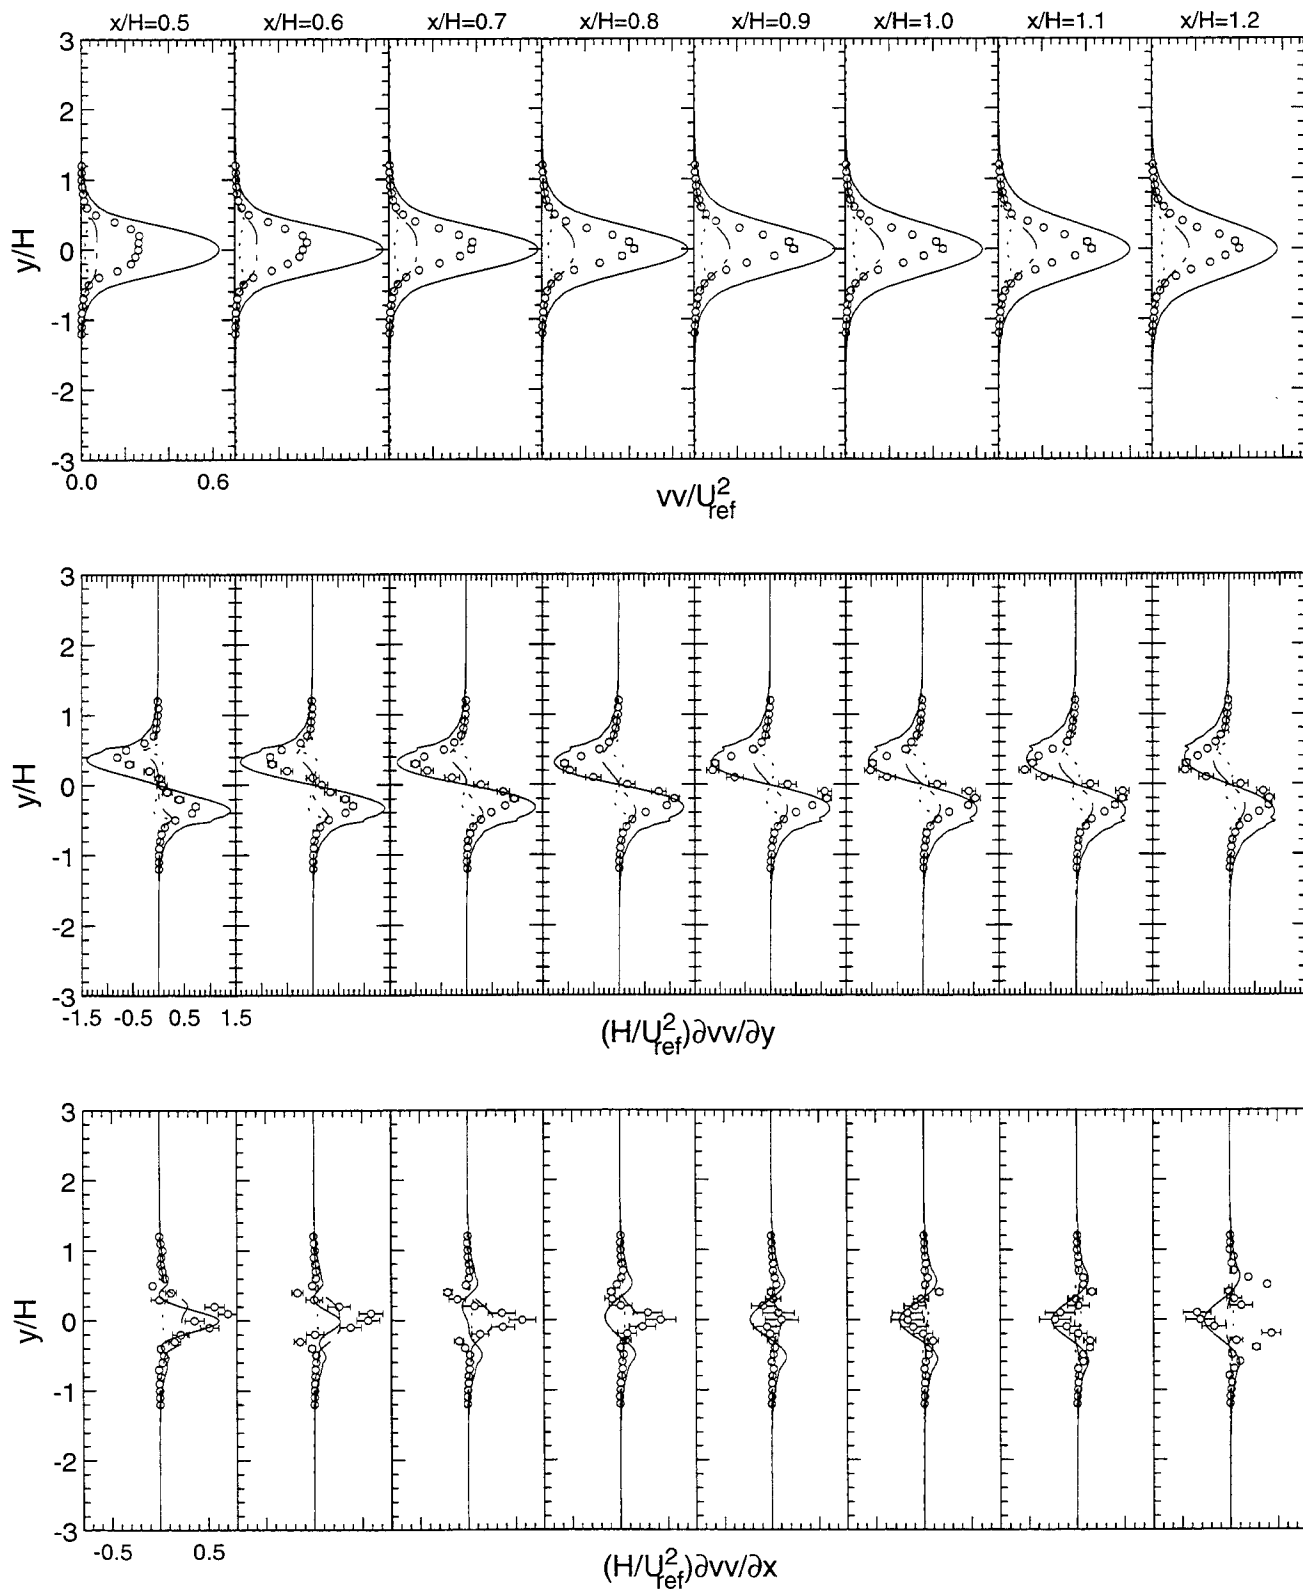 x/H=0.5 x/H=0.6 x/H=0.7 x/H=0.8 x/H=0.9 x/H=1.0 x/H=1.1 x/H=1.2
3
2
1
0
-1
-2
-3
y/H
0.0 0.6
vv/U²ref
3
2
1
0
-1
-2
-3
y/H
-1.5 -0.5 0.5 1.5
(H/U²ref)∂vv/∂y
3
2
1
0
-1
-2
-3
y/H
-0.5 0.5
(H/U²ref)∂vv/∂x